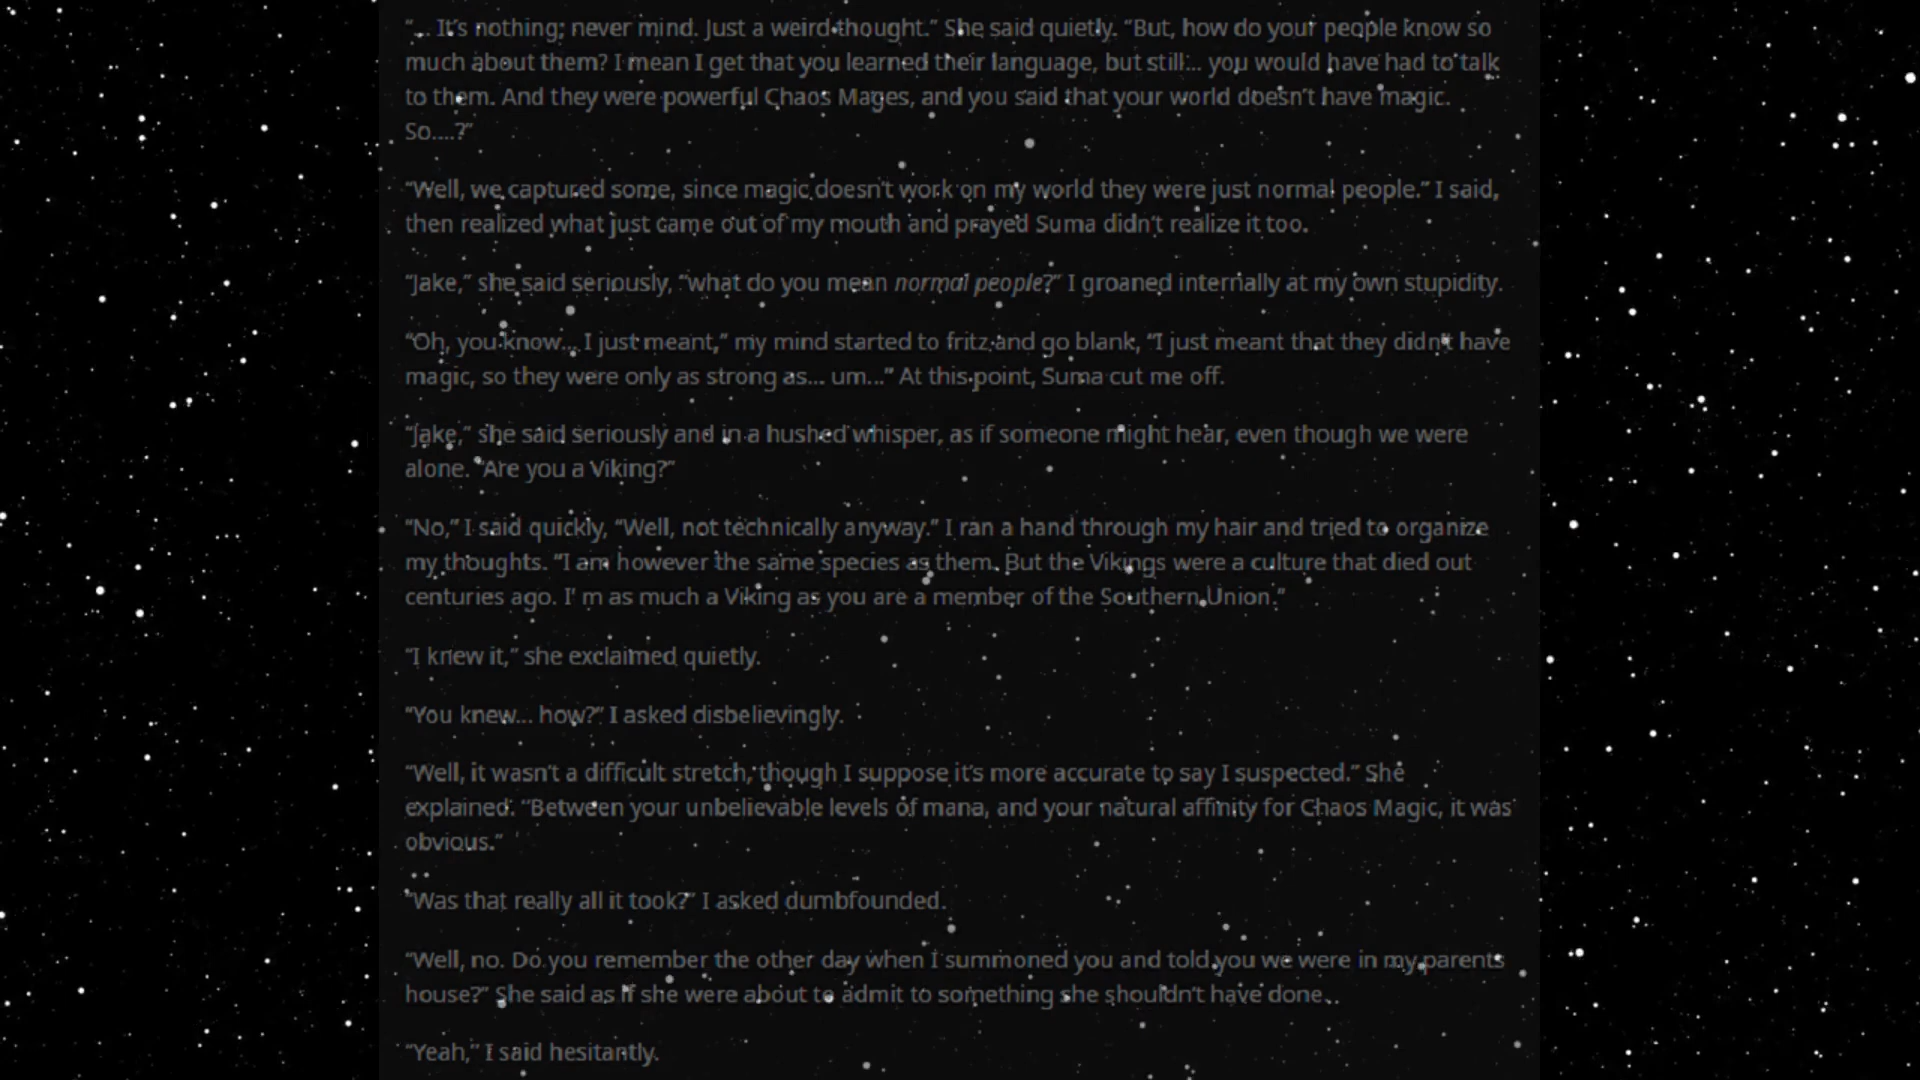 “... It’s nothing; never mind. Just a weird thought.” She said quietly. “But, how do your people know so
much about them? I mean I get that you learned their language, but still... you would have had to talk
to them. And they were powerful Chaos Mages, and you said that your world doesn’t have magic.
So....?”
“Well, we captured some, since magic doesn’t work on my world they were just normal people.” I said,
then realized what just came out of my mouth and prayed Suma didn’t realize it too.
“Jake,” she said seriously, “what do you mean normal people?” I groaned internally at my own stupidity.
“Oh, you know... I just meant,” my mind started to fritz and go blank, “I just meant that they didn’t have
magic, so they were only as strong as... um...” At this point, Suma cut me off.
“Jake,” she said seriously and in a hushed whisper, as if someone might hear, even though we were
alone. “Are you a Viking?”
“No,” I said quickly, “Well, not technically anyway.” I ran a hand through my hair and tried to organize
my thoughts. “I am however the same species as them. But the Vikings were a culture that died out
centuries ago. I’ m as much a Viking as you are a member of the Southern Union.”
“I knew it,” she exclaimed quietly.
“You knew... how?” I asked disbelievingly.
“Well, it wasn’t a difficult stretch, though I suppose it’s more accurate to say I suspected.” She
explained. “Between your unbelievable levels of mana, and your natural affinity for Chaos Magic, it was
obvious.”
“Was that really all it took?” I asked dumbfounded.
“Well, no. Do you remember the other day when I summoned you and told you we were in my parents
house?” She said as if she were about to admit to something she shouldn’t have done.
“Yeah,” I said hesitantly.